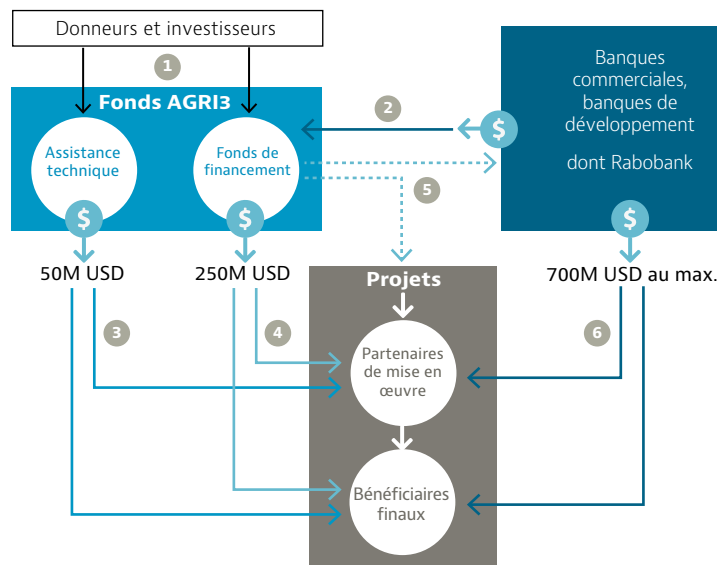 Donneurs et investisseurs
1
Fonds AGRI3
Assistance
technique
Fonds de
financement
2
$
Banques
commerciales,
banques de
développement
dont Rabobank
5
$
$
$
50M USD
250M USD
700M USD au max.
Projets
3
4
6
Partenaires
de mise en
œuvre
Bénéficiaires
finaux